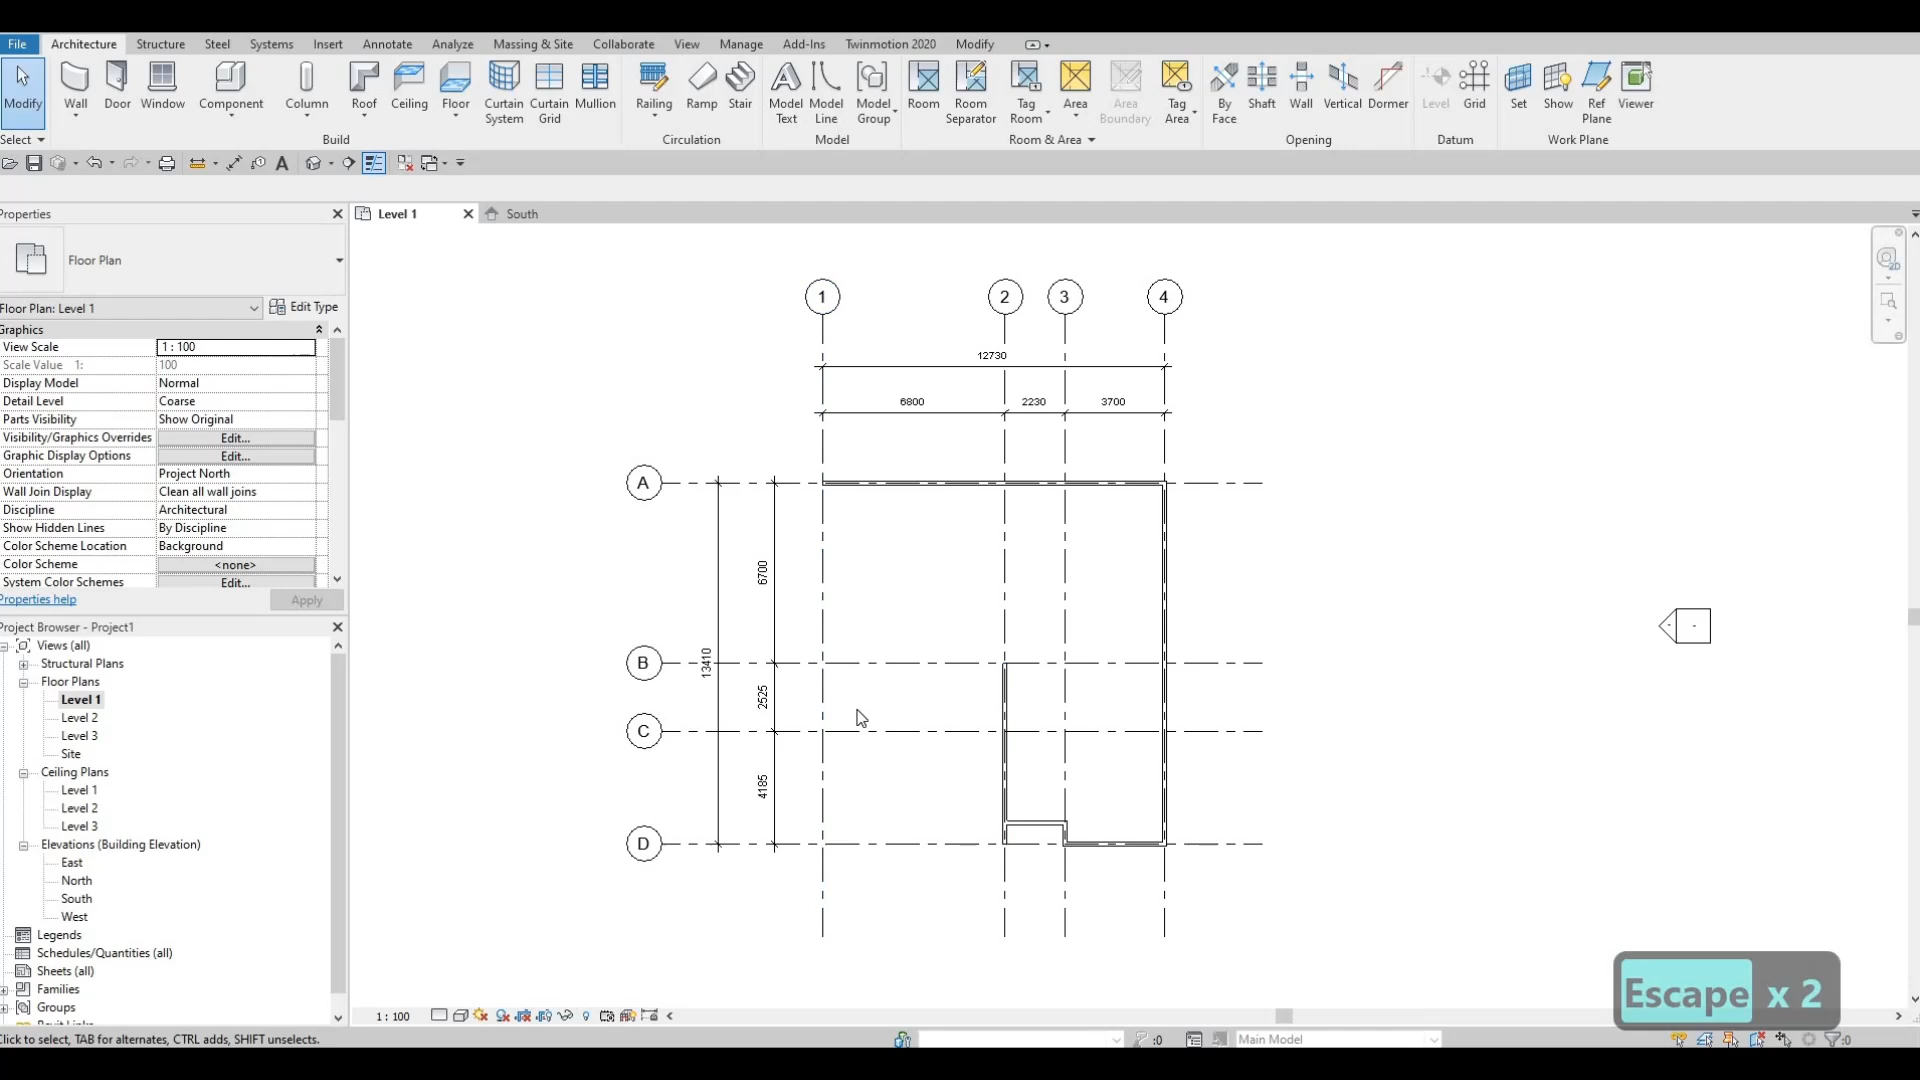 File Architecture Structure Steel Systems Insert Annotate Analyze Massing & Site Collaborate View Manage Add-Ins Twinmotion 2020 Modify
Modify Wall Door Window Component Column Roof Ceiling Floor Curtain System Curtain Grid Mullion Railing Ramp Stair Model Text Model Line Model Group Room Room Separator Tag Room Area Area Boundary Tag Area By Face Shaft Wall Vertical Dormer Level Grid Set Show Ref Plane Viewer
Select Build Circulation Model Room & Area Opening Datum Work Plane
Properties
Level 1 South
Floor Plan
Floor Plan: Level 1 Edit Type
Graphics
View Scale 1 : 100
Scale Value 1: 100
Display Model Normal
Detail Level Coarse
Parts Visibility Show Original
Visibility/Graphics Overrides Edit...
Graphic Display Options Edit...
Orientation Project North
Wall Join Display Clean all wall joins
Discipline Architectural
Show Hidden Lines By Discipline
Color Scheme Location Background
Color Scheme <none>
System Color Schemes Edit...
Properties help Apply
Project Browser - Project1
Views (all)
Structural Plans
Floor Plans
Level 1
Level 2
Level 3
Site
Ceiling Plans
Level 1
Level 2
Level 3
Elevations (Building Elevation)
East
North
South
West
Legends
Schedules/Quantities (all)
Sheets (all)
Families
Groups
1 2 3 4
12730
6800 2230 3700
A
6700
B
13410
2525
C
4185
D
2D
Escape x 2
1 : 100
Click to select, TAB for alternates, CTRL adds, SHIFT unselects.
:0
Main Model
:0